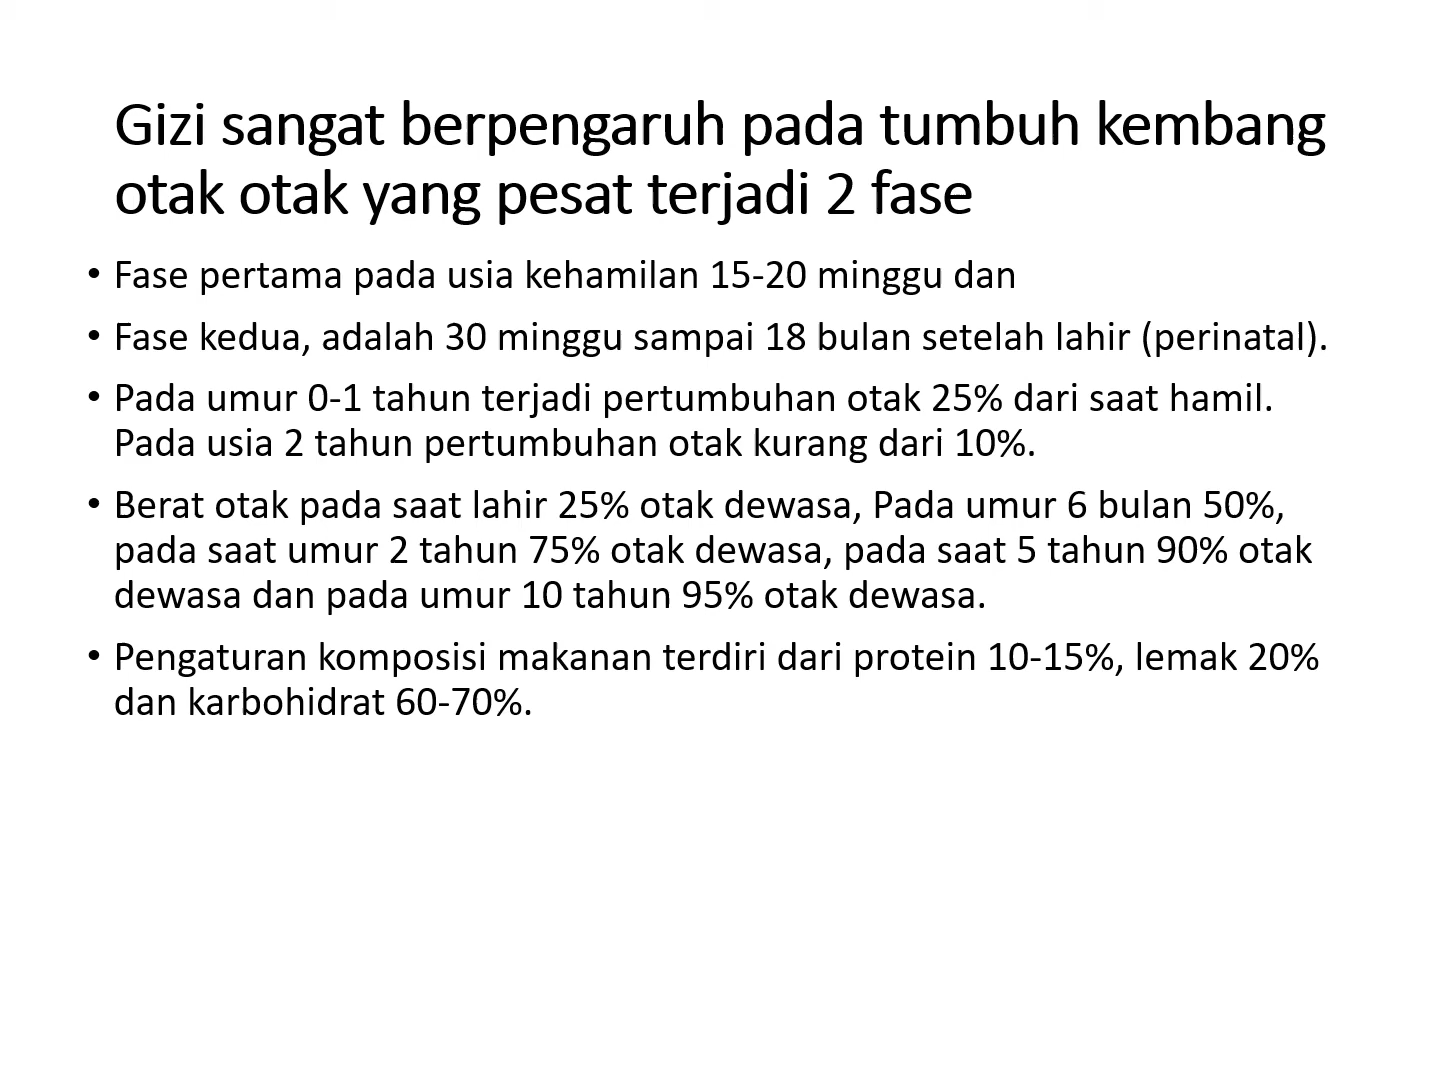 Gizi sangat berpengaruh pada tumbuh kembang
otak otak yang pesat terjadi 2 fase
• Fase pertama pada usia kehamilan 15-20 minggu dan
• Fase kedua, adalah 30 minggu sampai 18 bulan setelah lahir (perinatal).
• Pada umur 0-1 tahun terjadi pertumbuhan otak 25% dari saat hamil.
Pada usia 2 tahun pertumbuhan otak kurang dari 10%.
• Berat otak pada saat lahir 25% otak dewasa, Pada umur 6 bulan 50%,
pada saat umur 2 tahun 75% otak dewasa, pada saat 5 tahun 90% otak
dewasa dan pada umur 10 tahun 95% otak dewasa.
• Pengaturan komposisi makanan terdiri dari protein 10-15%, lemak 20%
dan karbohidrat 60-70%.